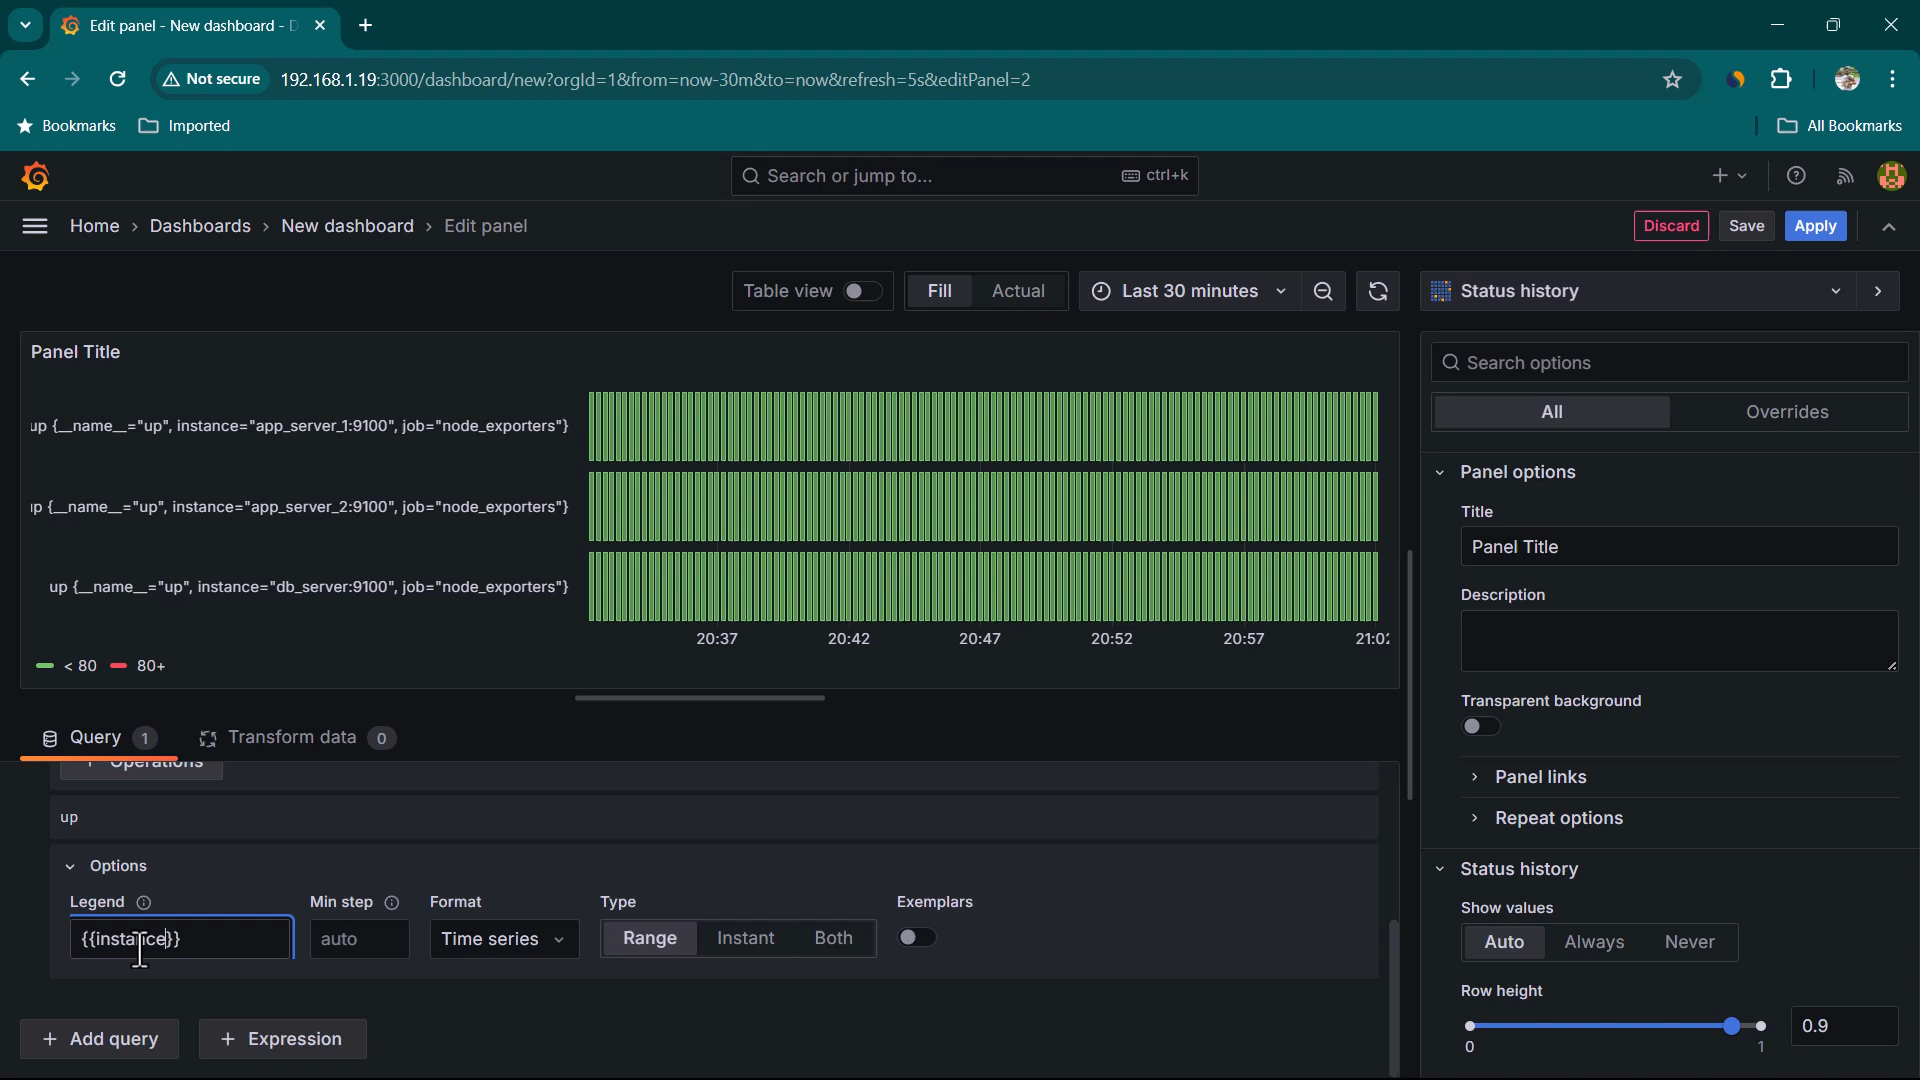 Edit panel - New dashboard - D
Not secure
192.168.1.19:3000/dashboard/new?orgId=1&from=now-30m&to=now&refresh=5s&editPanel=2
Bookmarks
Imported
All Bookmarks
Search or jump to...
ctrl+k
Home › Dashboards › New dashboard › Edit panel
Discard
Save
Apply
Table view
Fill
Actual
Last 30 minutes
Status history
Panel Title
up {__name__="up", instance="app_server_1:9100", job="node_exporters"}
up {__name__="up", instance="app_server_2:9100", job="node_exporters"}
up {__name__="up", instance="db_server:9100", job="node_exporters"}
20:37 20:42 20:47 20:52 20:57 21:02
< 80 80+
Query 1
Transform data 0
+ Operations
up
Options
Legend
Min step
Format
Type
Exemplars
{{instance}}
auto
Time series
Range
Instant
Both
+ Add query
+ Expression
Search options
All
Overrides
Panel options
Title
Panel Title
Description
Transparent background
Panel links
Repeat options
Status history
Show values
Auto
Always
Never
Row height
0.9
0
1